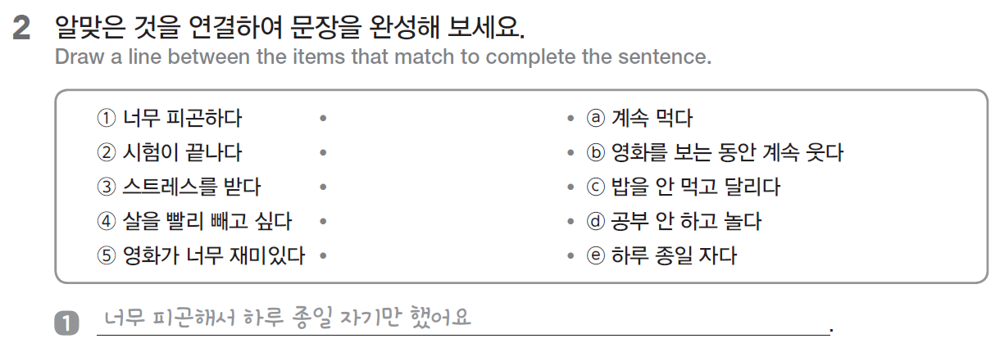 2 알맞은 것을 연결하여 문장을 완성해 보세요.
Draw a line between the items that match to complete the sentence.
① 너무 피곤하다 • • ⓐ 계속 먹다
② 시험이 끝나다 • • ⓑ 영화를 보는 동안 계속 웃다
③ 스트레스를 받다 • • ⓒ 밥을 안 먹고 달리다
④ 살을 빨리 빼고 싶다 • • ⓓ 공부 안 하고 놀다
⑤ 영화가 너무 재미있다 • • ⓔ 하루 종일 자다
1 너무 피곤해서 하루 종일 자기만 했어요.